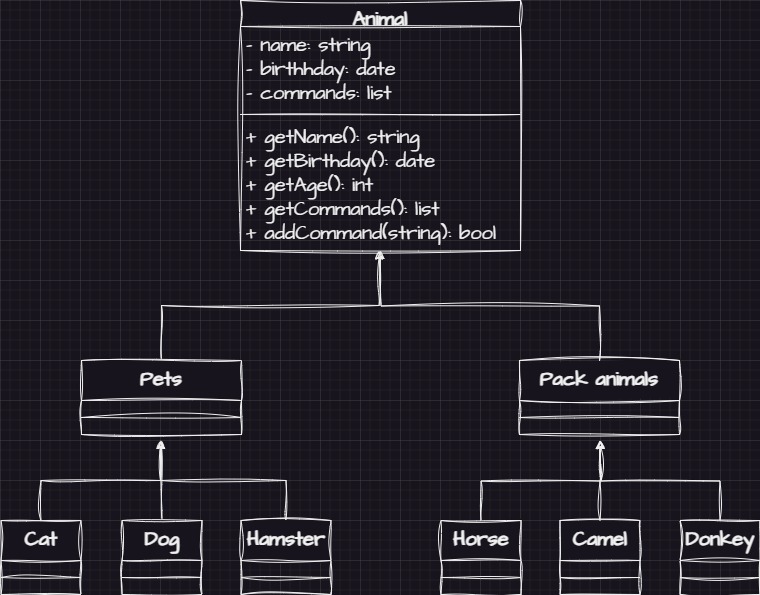 Animal
- name: string
- birthhday: date
- commands: list
+ getName(): string
+ getBirthday(): date
+ getAge(): int
+ getCommands(): list
+ addCommand(string): bool
Pets
Pack animals
Cat
Dog
Hamster
Horse
Camel
Donkey